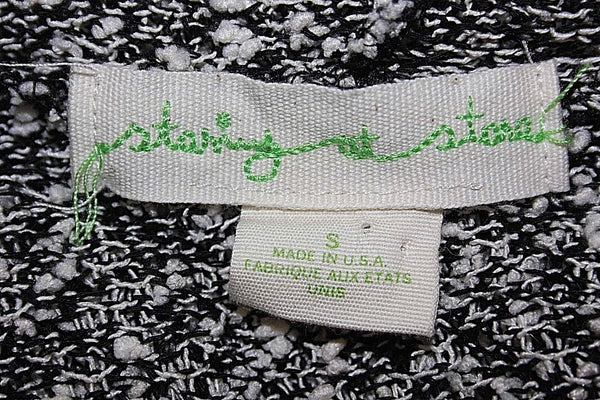 staring at stars
S
MADE IN U.S.A.
FABRIQUE AUX ETATS
UNIS